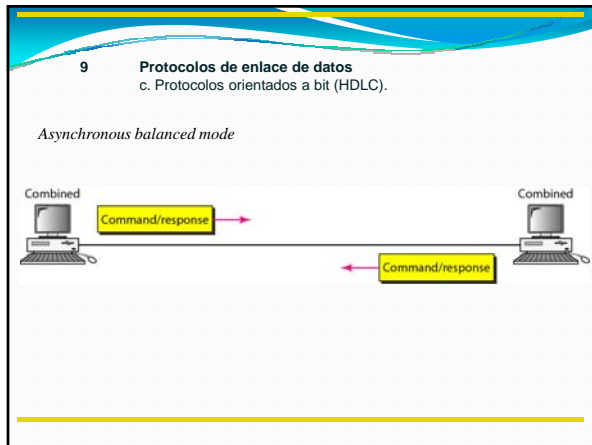 9 Protocolos de enlace de datos
c. Protocolos orientados a bit (HDLC).
Asynchronous balanced mode
Combined Combined
Command/response
Command/response